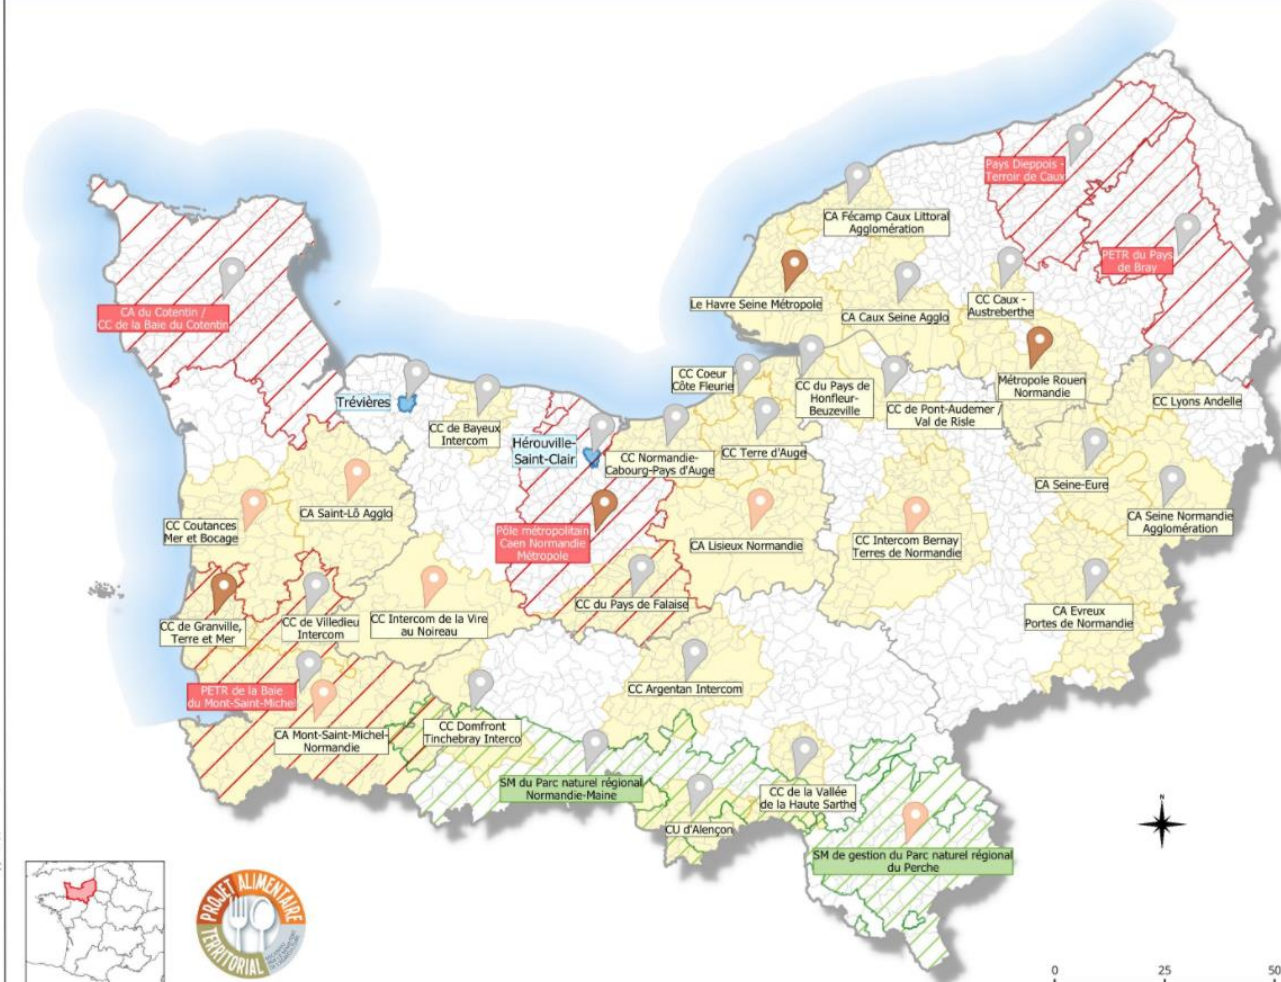 Pays Dieppois -
Terroir de Caux
CA Fécamp Caux Littoral
Agglomération
PETR du Pays
de Bray
Le Havre Seine Métropole
CA Caux Seine Agglo
CC Caux -
Austreberthe
CA du Cotentin /
CC de la Baie du Cotentin
CC Coeur
Côte Fleurie
CC du Pays de
Honfleur-
Beuzeville
Métropole Rouen
Normandie
CC Lyons Andelle
Trévières
CC de Bayeux
Intercom
CC de Pont-Audemer /
Val de Risle
Hérouville-
Saint-Clair
CC Normandie-
Cabourg-Pays d'Auge
CC Terre d'Auge
CA Seine-Eure
CA Saint-Lô Agglo
CC Coutances
Mer et Bocage
CA Seine Normandie
Agglomération
Pôle métropolitain
Caen Normandie
Métropole
CA Lisieux Normandie
CC Intercom Bernay
Terres de Normandie
CC du Pays de Falaise
CA Evreux
Portes de Normandie
CC de Granville,
Terre et Mer
CC de Villedieu
Intercom
CC Intercom de la Vire
au Noireau
PETR de la Baie
du Mont-Saint-Michel
CC Argentan Intercom
CA Mont-Saint-Michel-
Normandie
CC Domfront
Tinchebray Interco
SM du Parc naturel régional
Normandie-Maine
CC de la Vallée
de la Haute Sarthe
CU d'Alençon
SM de gestion du Parc naturel régional
du Perche
N
PROJET ALIMENTAIRE
TERRITORIAL
0 25 50